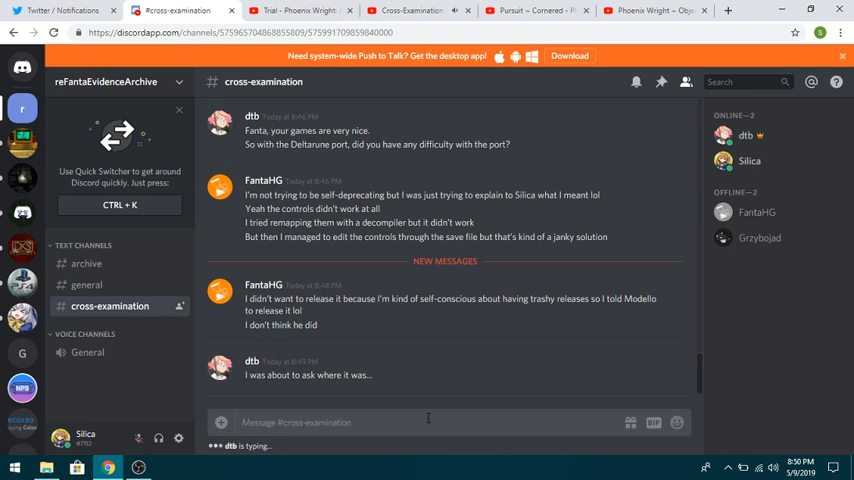 Twitter / Notifications
#cross-examination
Trial - Phoenix Wright ~
Cross-Examination
Pursuit ~ Cornered - Ph
Phoenix Wright ~ Obje
S
https://discordapp.com/channels/575965704868855809/575991709859840000
Need system-wide Push to Talk? Get the desktop app!
Download
reFantaEvidenceArchive
# cross-examination
Search
r
Use Quick Switcher to get around
Discord quickly. Just press:
CTRL + K
TEXT CHANNELS
# archive
# general
# cross-examination
VOICE CHANNELS
General
G
NPS
Silica
#7112
dtb Today at 8:46 PM
Fanta, your games are very nice.
So with the Deltarune port, did you have any difficulty with the port?
FantaHG Today at 8:46 PM
I'm not trying to be self-deprecating but I was just trying to explain to Silica what I meant lol
Yeah the controls didn't work at all
I tried remapping them with a decompiler but it didn't work
But then I managed to edit the controls through the save file but that's kind of a janky solution
NEW MESSAGES
FantaHG Today at 8:48 PM
I didn't want to release it because I'm kind of self-conscious about having trashy releases so I told Modello
to release it lol
I don't think he did
dtb Today at 8:49 PM
I was about to ask where it was...
Message #cross-examination
GIF
dtb is typing...
ONLINE—2
dtb
Silica
OFFLINE—2
FantaHG
Grzybojad
8:50 PM
5/9/2019